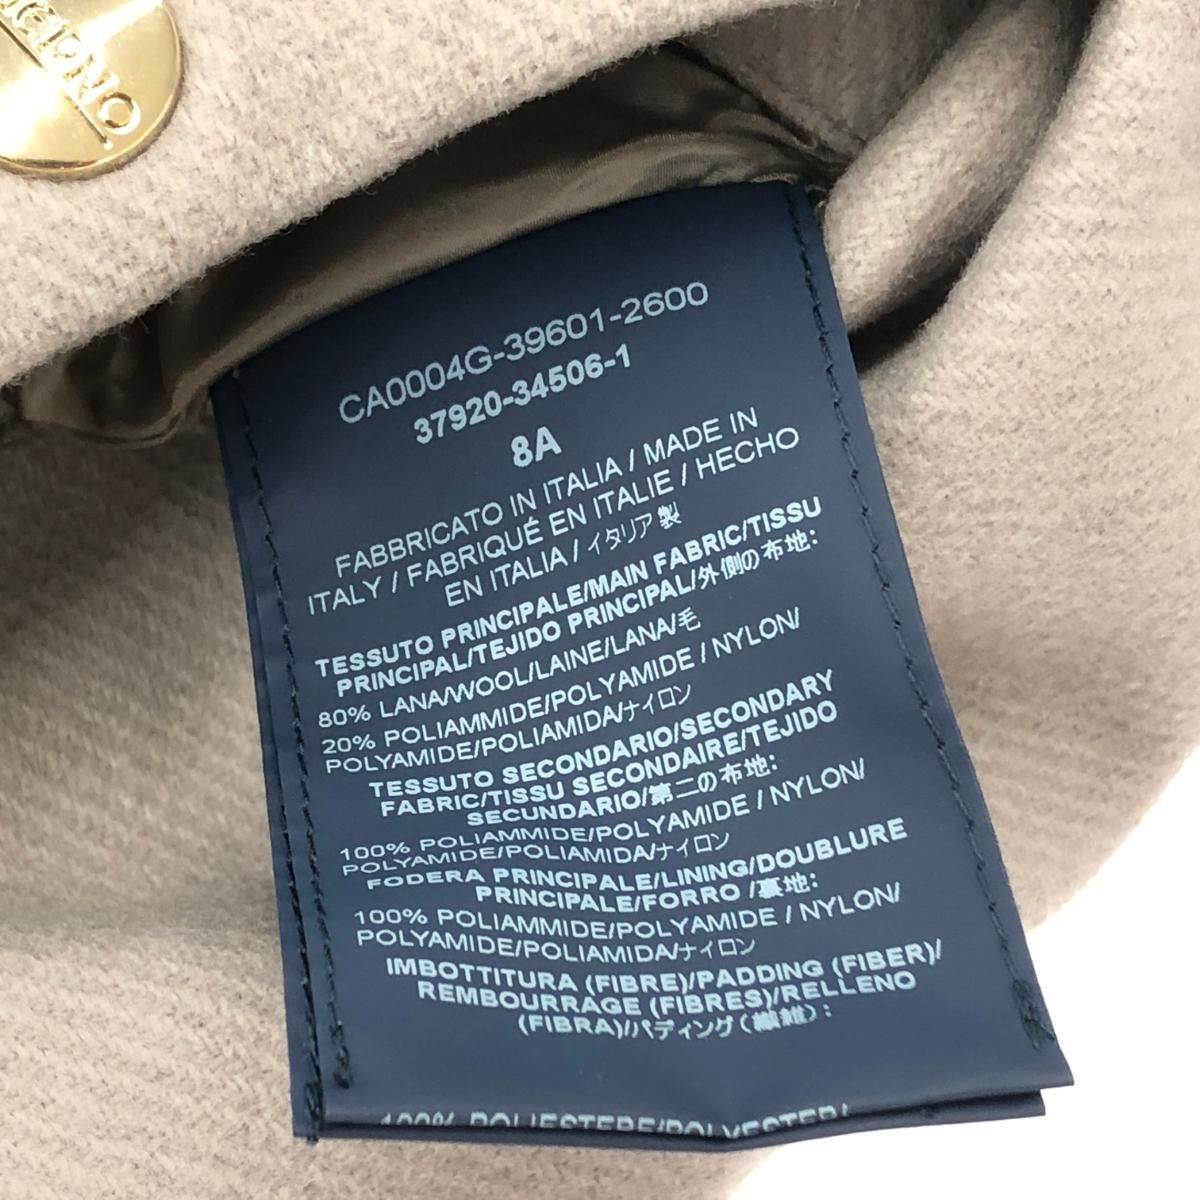 CA0004G-39601-2600
37920-34506-1
8A
FABBRICATO IN ITALIA / MADE IN
ITALY / FABRIQUÉ EN ITALIE / HECHO
EN ITALIA / イタリア製
TESSUTO PRINCIPALE/MAIN FABRIC/TISSU
PRINCIPAL/TEJIDO PRINCIPAL/外側の布地:
80% LANA/WOOL/LAINE/LANA/毛
20% POLIAMMIDE/POLYAMIDE / NYLON/
POLYAMIDE/POLIAMIDA/ナイロン
TESSUTO SECONDARIO/SECONDARY
FABRIC/TISSU SECONDAIRE/TEJIDO
SECUNDARIO/第二の布地:
100% POLIAMMIDE/POLYAMIDE / NYLON/
POLYAMIDE/POLIAMIDA/ナイロン
FODERA PRINCIPALE/LINING/DOUBLURE
PRINCIPALE/FORRO /裏地:
100% POLIAMMIDE/POLYAMIDE / NYLON/
POLYAMIDE/POLIAMIDA/ナイロン
IMBOTTITURA (FIBRE)/PADDING (FIBER)/
REMBOURRAGE (FIBRES)/RELLENO
(FIBRA)/パディング(繊維):
100% POLIESTERE/POLYESTER/